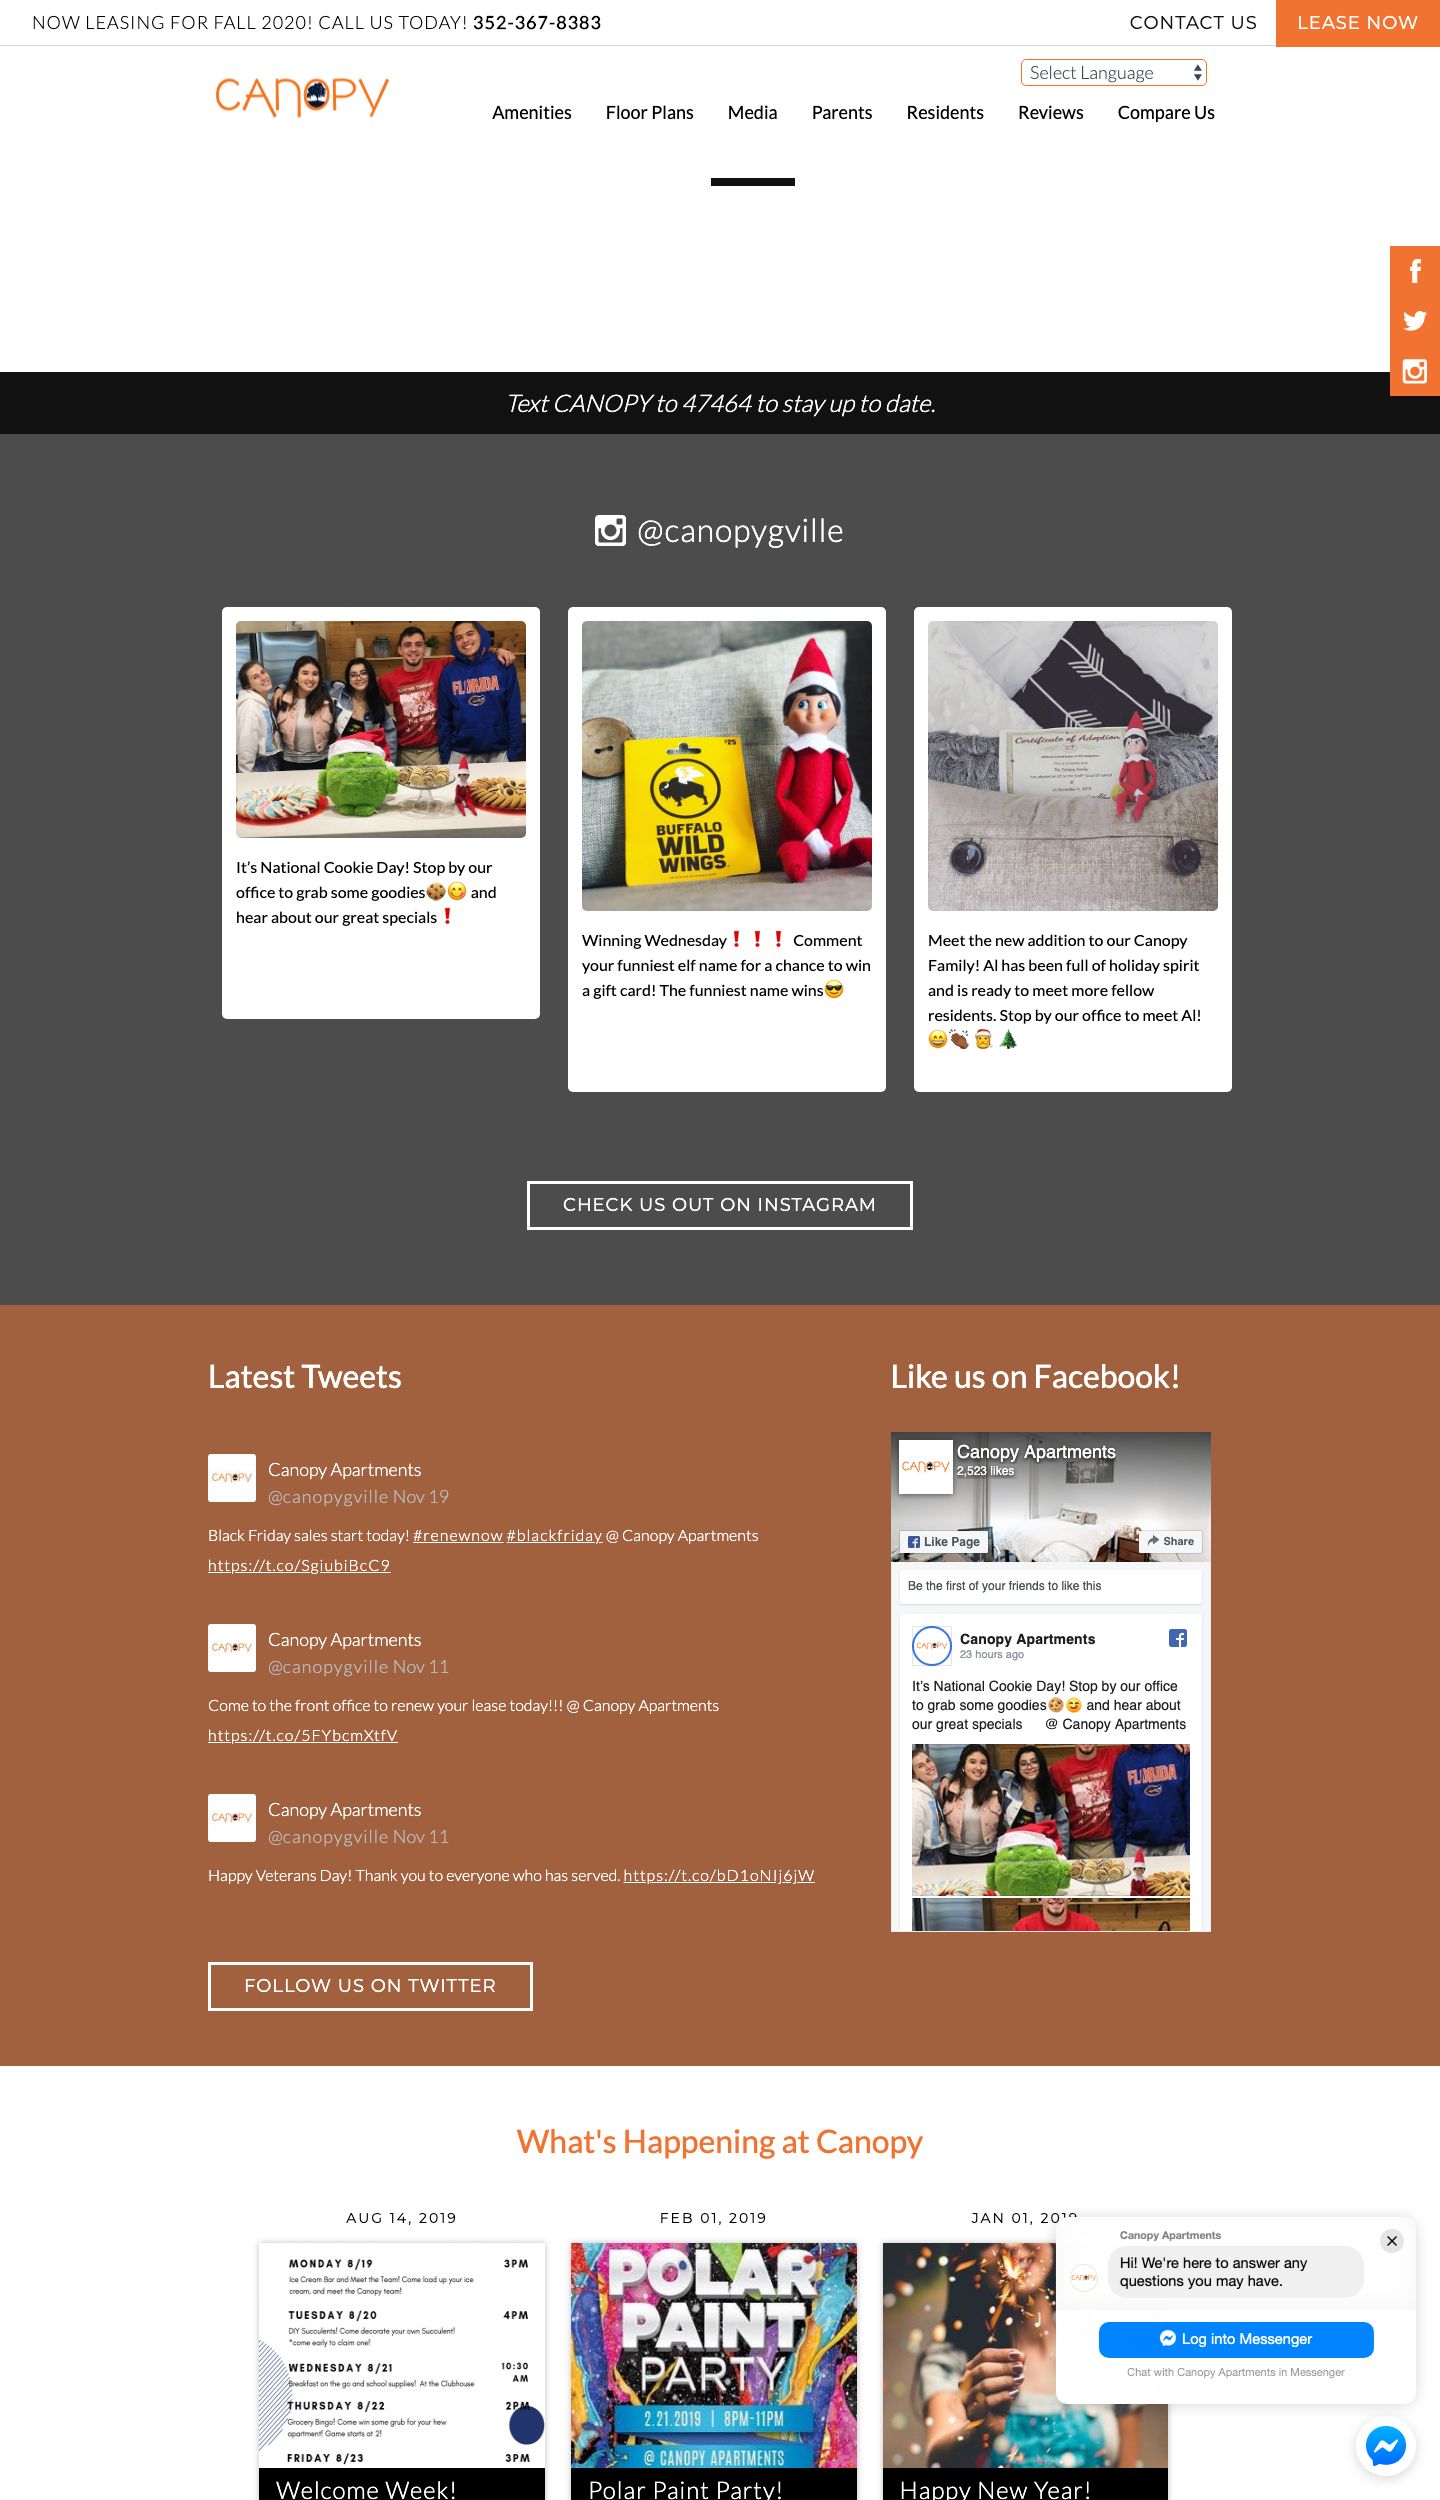 NOW LEASING FOR FALL 2020! CALL US TODAY! 352-367-8383
CONTACT US
LEASE NOW
Select Language
CANOPY
Amenities
Floor Plans
Media
Parents
Residents
Reviews
Compare Us
Text CANOPY to 47464 to stay up to date.
@canopygville
FLORIDA
It's National Cookie Day! Stop by our
office to grab some goodies🍪😋 and
hear about our great specials❗
$25
BUFFALO
WILD
WINGS
Winning Wednesday❗❗❗ Comment
your funniest elf name for a chance to win
a gift card! The funniest name wins😎
Certificate of Adoption
Meet the new addition to our Canopy
Family! Al has been full of holiday spirit
and is ready to meet more fellow
residents. Stop by our office to meet Al!
😄👏🏾🎅🎄
CHECK US OUT ON INSTAGRAM
Latest Tweets
CANOPY
Canopy Apartments
@canopygville Nov 19
Black Friday sales start today! #renewnow #blackfriday @ Canopy Apartments
https://t.co/SgiubiBcC9
CANOPY
Canopy Apartments
@canopygville Nov 11
Come to the front office to renew your lease today!!! @ Canopy Apartments
https://t.co/5FYbcmXtfV
CANOPY
Canopy Apartments
@canopygville Nov 11
Happy Veterans Day! Thank you to everyone who has served. https://t.co/bD1oNIj6jW
FOLLOW US ON TWITTER
Like us on Facebook!
CANOPY
Canopy Apartments
2,523 likes
Like Page
Share
Be the first of your friends to like this
CANOPY
Canopy Apartments
23 hours ago
It's National Cookie Day! Stop by our office
to grab some goodies🍪😋 and hear about
our great specials @ Canopy Apartments
FLORIDA
What's Happening at Canopy
AUG 14, 2019
MONDAY 8/19 3PM
Ice Cream Bar and Meet the Team! Come load up your ice
cream, and meet the Canopy team!
TUESDAY 8/20 4PM
DIY Succulents! Come decorate your own Succulent!
*come early to claim one!
WEDNESDAY 8/21 10:30
AM
Breakfast on the go and school supplies! At the Clubhouse
THURSDAY 8/22 2PM
Grocery Bingo! Come win some grub for your hew
apartment! Game starts at 2!
FRIDAY 8/23 3PM
Welcome Week!
FEB 01, 2019
POLAR
PAINT
PARTY
2.21.2019 | 8PM-11PM
@ CANOPY APARTMENTS
Polar Paint Party!
JAN 01, 2019
Happy New Year!
Canopy Apartments
CANOPY
Hi! We're here to answer any
questions you may have.
Log into Messenger
Chat with Canopy Apartments in Messenger